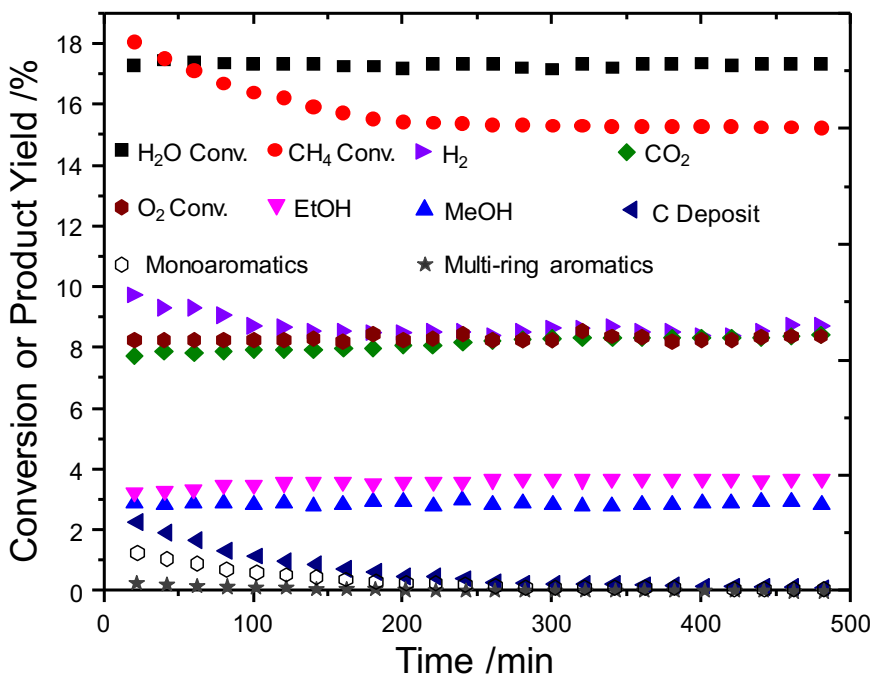 Conversion or Product Yield /%
18
16
14
12
10
8
6
4
2
0
H₂O Conv. CH₄ Conv. H₂ CO₂
O₂ Conv. EtOH MeOH C Deposit
Monoaromatics Multi-ring aromatics
0 100 200 300 400 500
Time /min